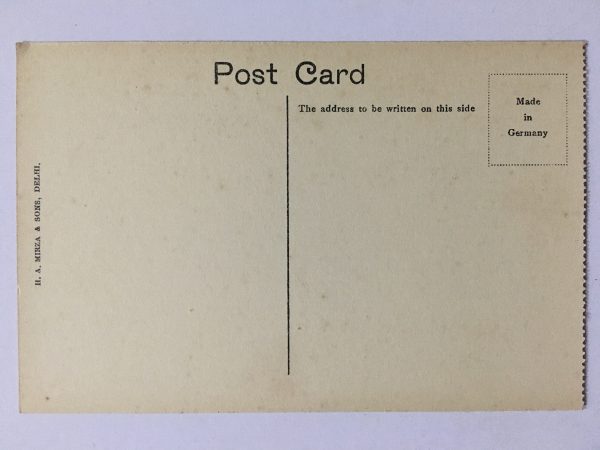 Post Card
The address to be written on this side
Made
in
Germany
H. A. MIRZA & SONS, DELHI.